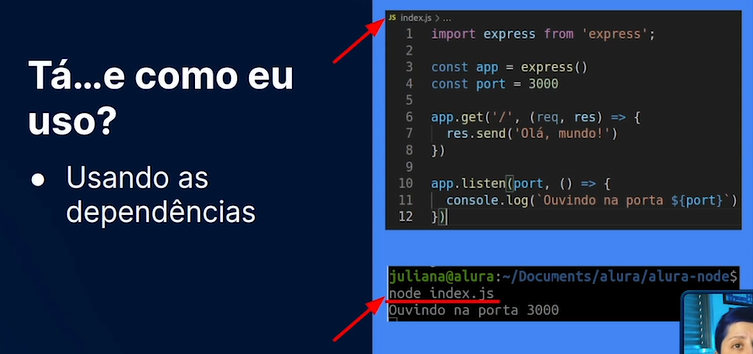 Tá...e como eu
uso?
● Usando as
dependências
JS index.js > ...
1 import express from 'express';
2
3 const app = express()
4 const port = 3000
5
6 app.get('/', (req, res) => {
7 res.send('Olá, mundo!')
8 })
9
10 app.listen(port, () => {
11 console.log(`Ouvindo na porta ${port}`)
12 })
juliana@alura:~/Documents/alura/alura-node$
node index.js
Ouvindo na porta 3000